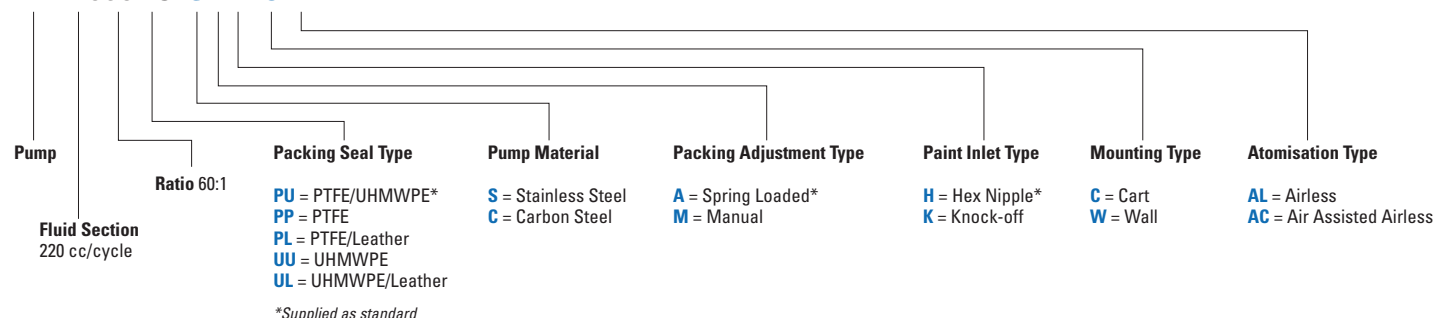 Pump
Fluid Section
220 cc/cycle
Ratio 60:1
Packing Seal Type
PU = PTFE/UHMWPE*
PP = PTFE
PL = PTFE/Leather
UU = UHMWPE
UL = UHMWPE/Leather
*Supplied as standard
Pump Material
S = Stainless Steel
C = Carbon Steel
Packing Adjustment Type
A = Spring Loaded*
M = Manual
Paint Inlet Type
H = Hex Nipple*
K = Knock-off
Mounting Type
C = Cart
W = Wall
Atomisation Type
AL = Airless
AC = Air Assisted Airless